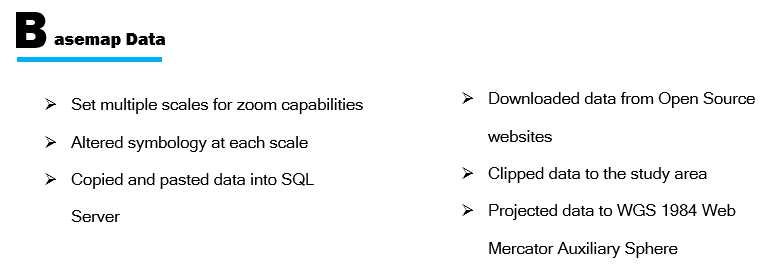 Basemap Data
➢ Set multiple scales for zoom capabilities
➢ Altered symbology at each scale
➢ Copied and pasted data into SQL
Server
➢ Downloaded data from Open Source
websites
➢ Clipped data to the study area
➢ Projected data to WGS 1984 Web
Mercator Auxiliary Sphere